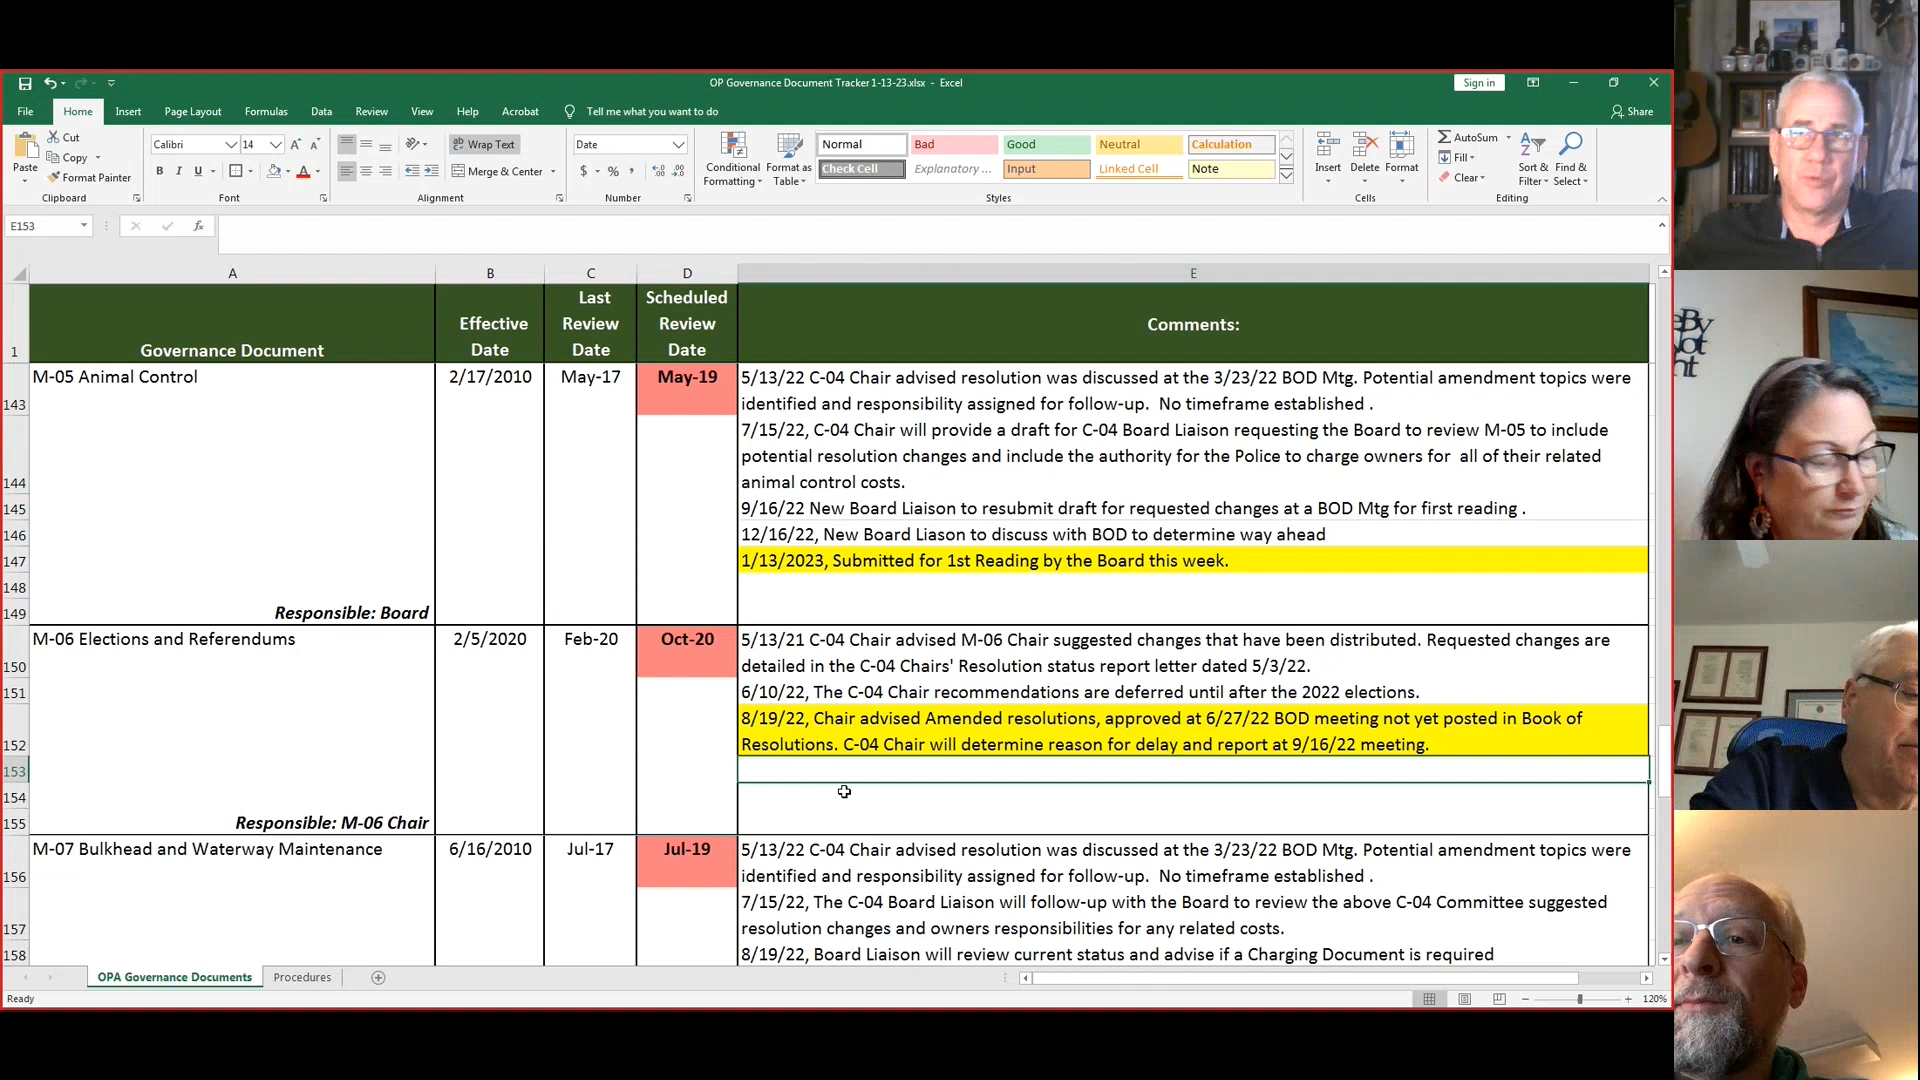 OP Governance Document Tracker 1-13-23.xlsx - Excel
Sign in
File Home Insert Page Layout Formulas Data Review View Help Acrobat Tell me what you want to do Share
Paste
Cut
Copy
Format Painter
Clipboard
Calibri 14
B I U
Font
Wrap Text
Merge & Center
Alignment
Date
$ % ,
Number
Conditional Formatting
Format as Table
Normal Bad Good Neutral Calculation
Check Cell Explanatory ... Input Linked Cell Note
Styles
Insert Delete Format
Cells
AutoSum
Fill
Clear
Sort & Filter
Find & Select
Editing
E153
fx
A B C D E
1
Governance Document
Effective
Date
Last
Review
Date
Scheduled
Review
Date
Comments:
M-05 Animal Control 2/17/2010 May-17 May-19
143
5/13/22 C-04 Chair advised resolution was discussed at the 3/23/22 BOD Mtg. Potential amendment topics were
identified and responsibility assigned for follow-up. No timeframe established .
144
7/15/22, C-04 Chair will provide a draft for C-04 Board Liaison requesting the Board to review M-05 to include
potential resolution changes and include the authority for the Police to charge owners for all of their related
animal control costs.
145 9/16/22 New Board Liaison to resubmit draft for requested changes at a BOD Mtg for first reading .
146 12/16/22, New Board Liason to discuss with BOD to determine way ahead
147 1/13/2023, Submitted for 1st Reading by the Board this week.
148
149 Responsible: Board
M-06 Elections and Referendums 2/5/2020 Feb-20 Oct-20
150
5/13/21 C-04 Chair advised M-06 Chair suggested changes that have been distributed. Requested changes are
detailed in the C-04 Chairs' Resolution status report letter dated 5/3/22.
151 6/10/22, The C-04 Chair recommendations are deferred until after the 2022 elections.
152
8/19/22, Chair advised Amended resolutions, approved at 6/27/22 BOD meeting not yet posted in Book of
Resolutions. C-04 Chair will determine reason for delay and report at 9/16/22 meeting.
153
154
155 Responsible: M-06 Chair
M-07 Bulkhead and Waterway Maintenance 6/16/2010 Jul-17 Jul-19
156
5/13/22 C-04 Chair advised resolution was discussed at the 3/23/22 BOD Mtg. Potential amendment topics were
identified and responsibility assigned for follow-up. No timeframe established .
157
7/15/22, The C-04 Board Liaison will follow-up with the Board to review the above C-04 Committee suggested
resolution changes and owners responsibilities for any related costs.
158 8/19/22, Board Liaison will review current status and advise if a Charging Document is required
OPA Governance Documents Procedures
Ready
120%